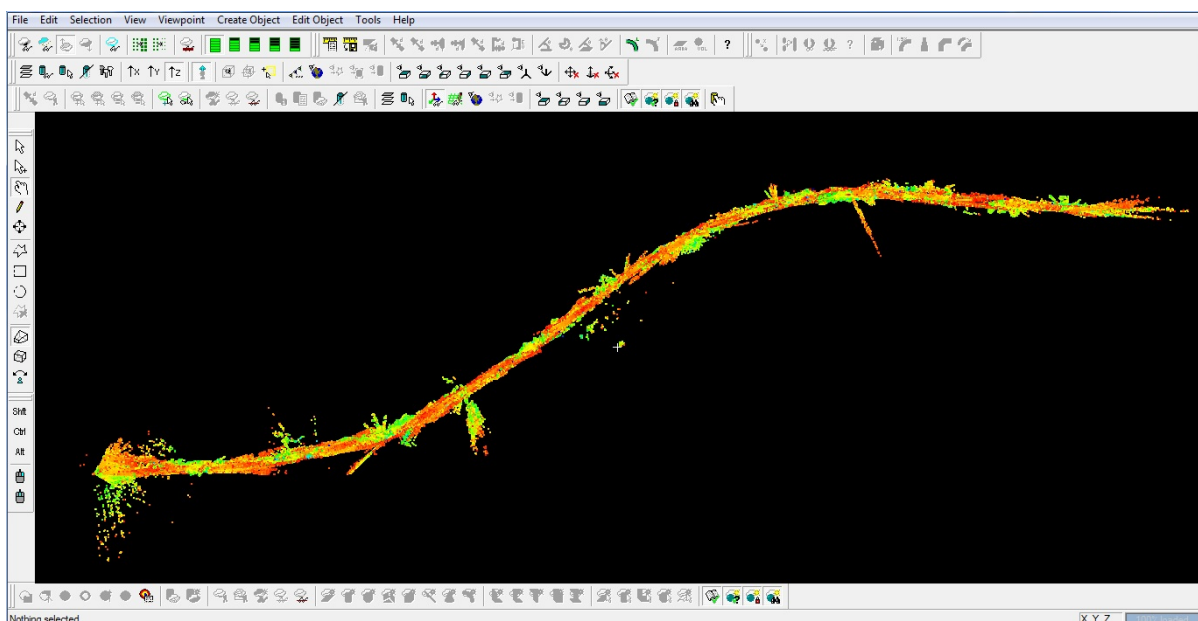 File Edit Selection View Viewpoint Create Object Edit Object Tools Help
?
?
X Y Z
Shft
Ctrl
Alt
Nothing selected
X, Y, Z